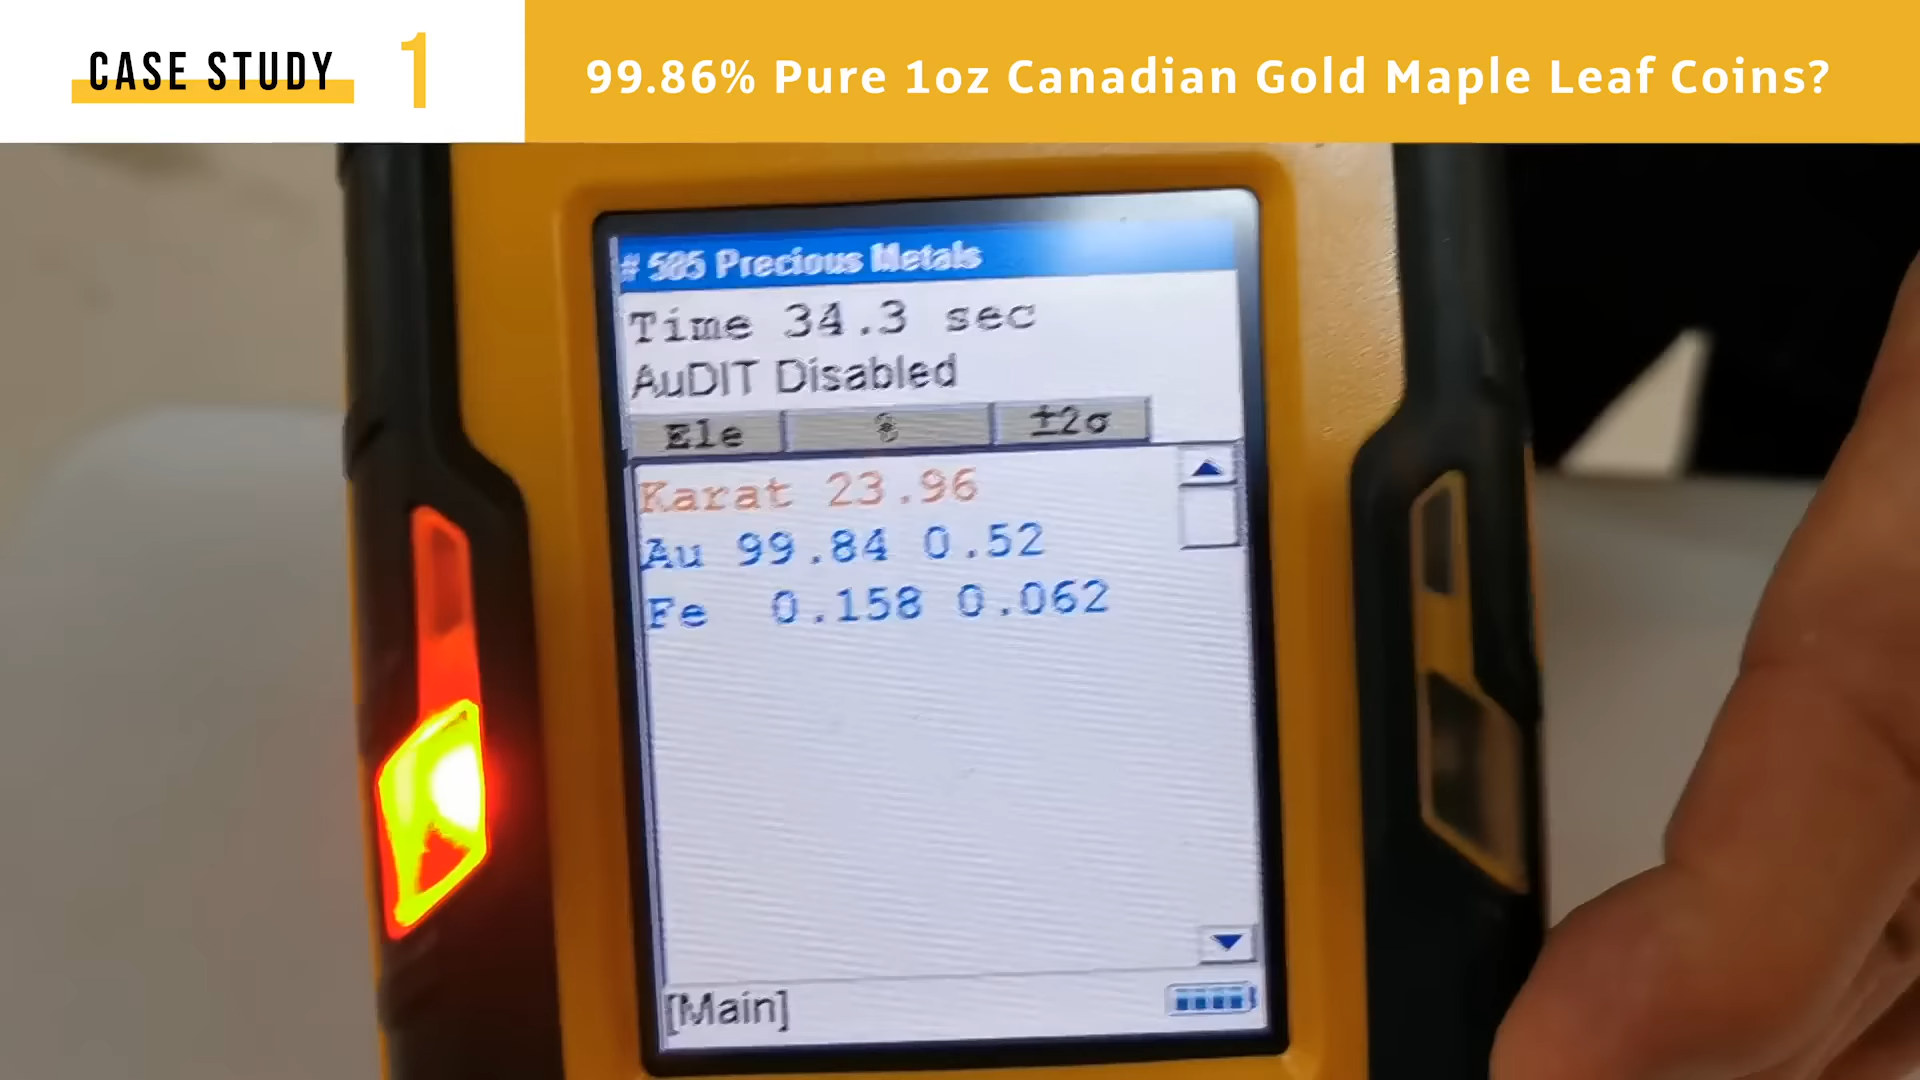 CASE STUDY 1
99.86% Pure 1oz Canadian Gold Maple Leaf Coins?
# 585 Precious Metals
Time 34.3 sec
AuDIT Disabled
Ele % ±2σ
Karat 23.96
Au 99.84 0.52
Fe 0.158 0.062
[Main]